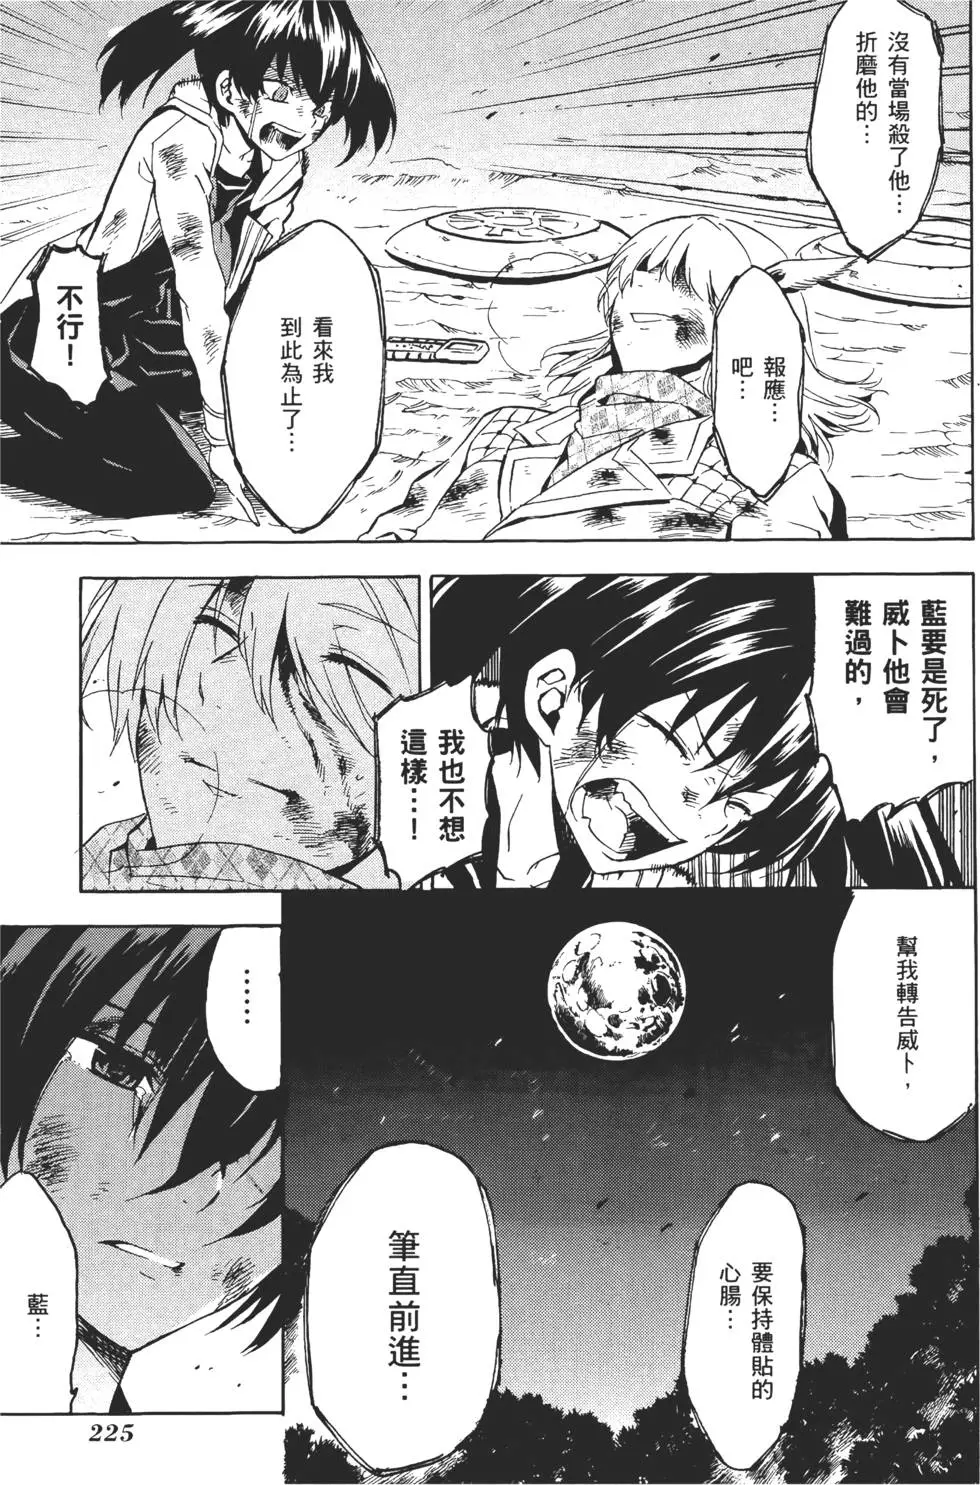 沒有當場殺了他…
折磨他的…
報應…
吧…
看來我
到此為止了…
不行！
藍要是死了，
威卜他會
難過的，
我也不想
這樣…！
幫我轉告威卜，
要保持體貼的
心腸…
筆直前進…
……
藍…
225